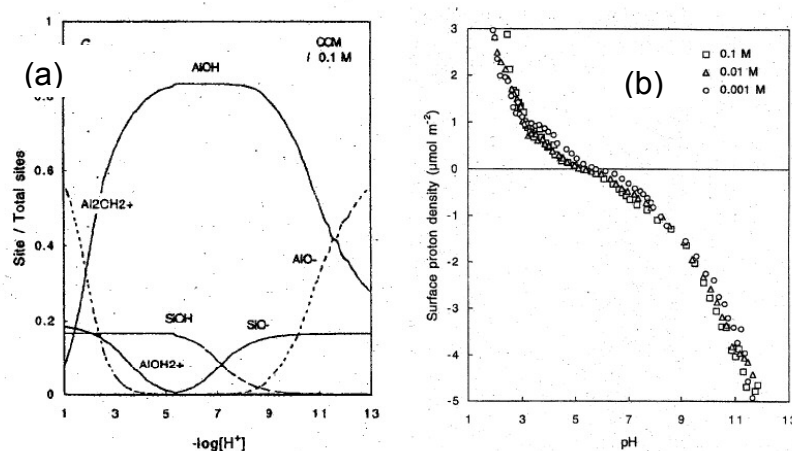 (a)
CCM
0.1 M
AlOH
Al2CH2+
AlO-
SiOH
SiO-
AlOH2+
Site / Total sites
0.6
0.4
0.2
0
1 3 5 7 9 11 13
-log[H+]
(b)
0.1 M
0.01 M
0.001 M
Surface proton density (µmol m-2)
3
2
1
0
-1
-2
-3
-4
-5
1 3 5 7 9 11 13
pH